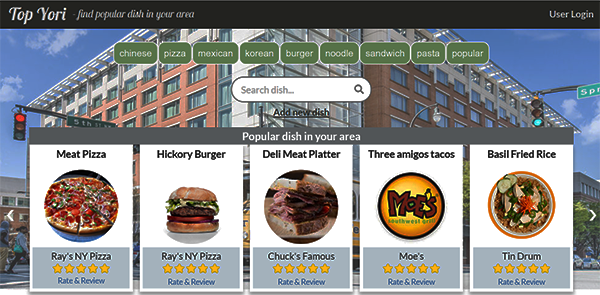 Top Yori - find popular dish in your area User Login
chinese pizza mexican korean burger noodle sandwich pasta popular
Search dish...
Add new dish
5th St
Spr
Popular dish in your area
Meat Pizza Hickory Burger Deli Meat Platter Three amigos tacos Basil Fried Rice
MOE'S
southwest grill
Ray's NY Pizza Ray's NY Pizza Chuck's Famous Moe's Tin Drum
Rate & Review Rate & Review Rate & Review Rate & Review Rate & Review